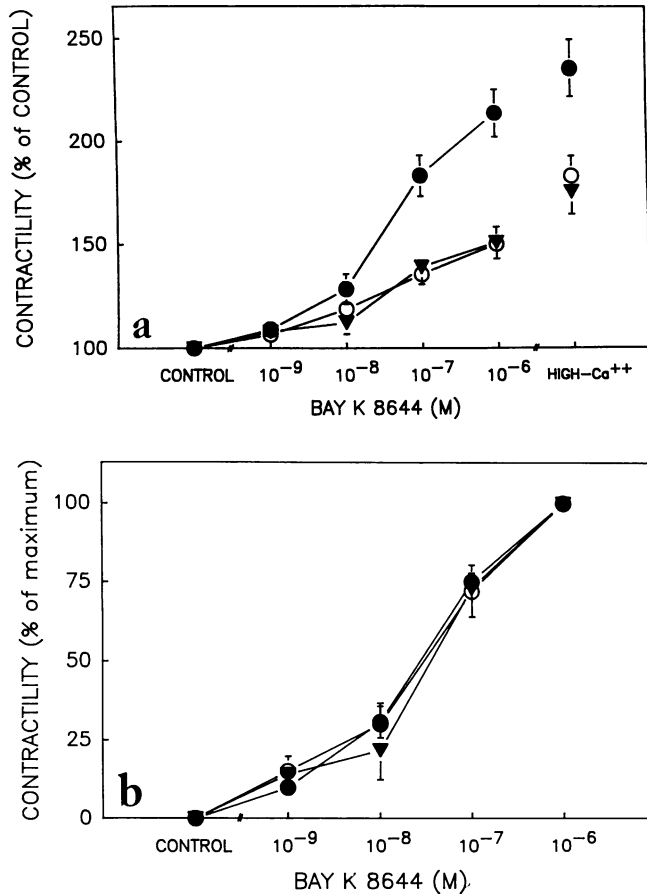 CONTRACTILITY (% of CONTROL)
250
200
150
100
a
CONTROL 10⁻⁹ 10⁻⁸ 10⁻⁷ 10⁻⁶ HIGH-Ca⁺⁺
BAY K 8644 (M)
CONTRACTILITY (% of maximum)
100
75
50
25
0
b
CONTROL 10⁻⁹ 10⁻⁸ 10⁻⁷ 10⁻⁶
BAY K 8644 (M)